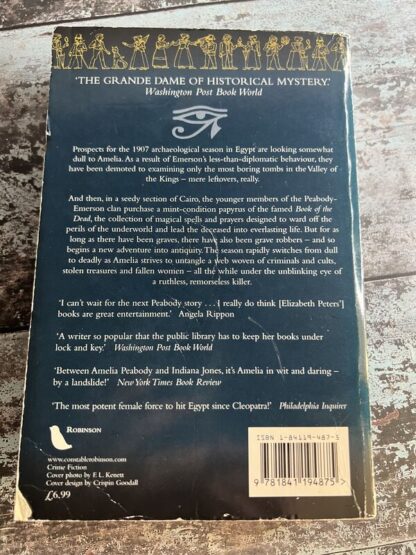 ‘THE GRANDE DAME OF HISTORICAL MYSTERY.’
Washington Post Book World
Prospects for the 1907 archaeological season in Egypt are looking somewhat
dull to Amelia. As a result of Emerson’s less-than-diplomatic behaviour, they
have been demoted to examining only the most boring tombs in the Valley of
the Kings – mere leftovers, really.
And then, in a seedy section of Cairo, the younger members of the Peabody-
Emerson clan purchase a mint-condition papyrus of the famed Book of the
Dead, the collection of magical spells and prayers designed to ward off the
perils of the underworld and lead the deceased into everlasting life. But for as
long as there have been graves, there have also been grave robbers – and so
begins a new adventure into antiquity. The season rapidly switches from dull
to deadly as Amelia strives to untangle a web woven of criminals and cults,
stolen treasures and fallen women – all the while under the unblinking eye of
a ruthless, remorseless killer.
‘I can’t wait for the next Peabody story . . . I really do think [Elizabeth Peters’]
books are great entertainment.’ Angela Rippon
‘A writer so popular that the public library has to keep her books under
lock and key.’ Washington Post Book World
‘Between Amelia Peabody and Indiana Jones, it’s Amelia in wit and daring –
by a landslide!’ New York Times Book Review
‘The most potent female force to hit Egypt since Cleopatra!’ Philadelphia Inquirer
ROBINSON
www.constablerobinson.com
Crime Fiction
Cover photo by F. L. Kenett
Cover design by Crispin Goodall
£6.99
ISBN 1-84119-487-5
9 781841 194875 >